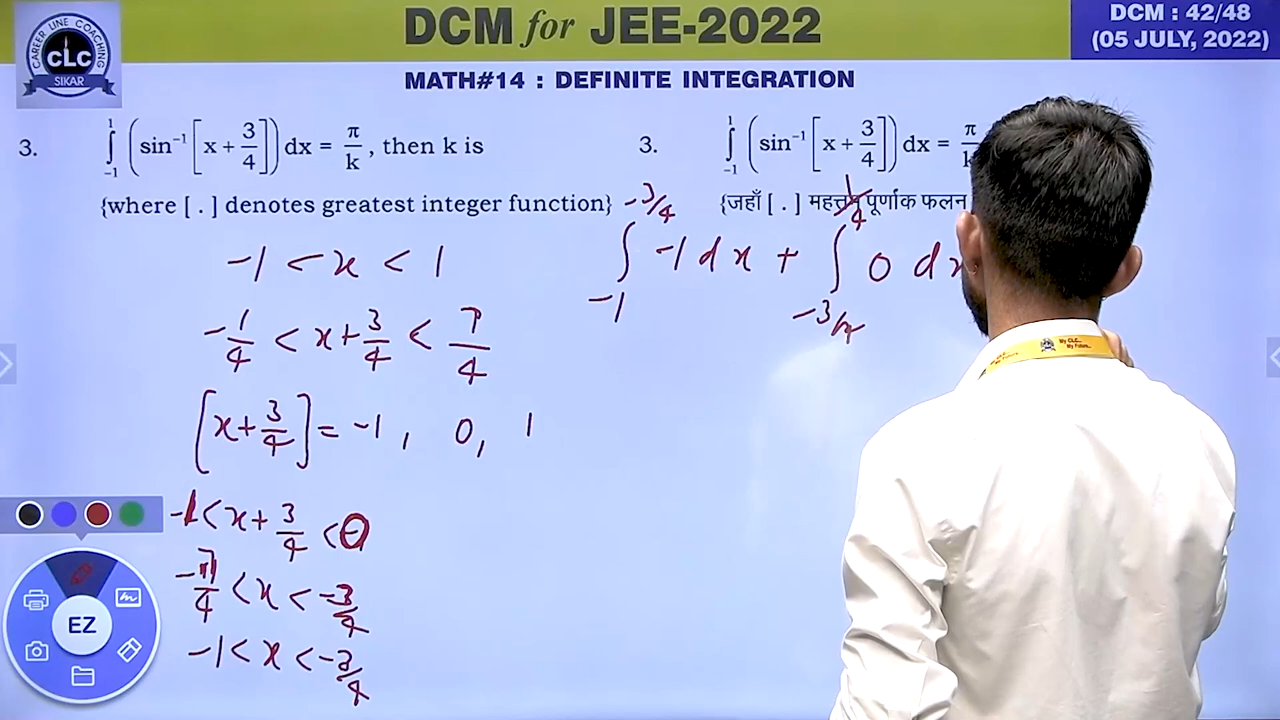 DCM for JEE-2022
DCM : 42/48
(05 JULY, 2022)
CAREER LINE COACHING
CLC
SIKAR
MATH#14 : DEFINITE INTEGRATION
3. ∫₋₁¹ (sin⁻¹ [x + 3/4]) dx = π/k, then k is
{where [ . ] denotes greatest integer function}
3. ∫₋₁¹ (sin⁻¹ [x + 3/4]) dx = π/k
{जहाँ [ . ] महत्तम पूर्णांक फलन
-1 < x < 1
-1/4 < x + 3/4 < 7/4
[x + 3/4] = -1, 0, 1
-1 < x + 3/4 < 0
/4 < x < -3/4
-1 < x < -3/4
∫₋₁^(-3/4) -1 dx + ∫₋₃/₄^(1/4) 0 dx
My CLC..
My Future..
EZ